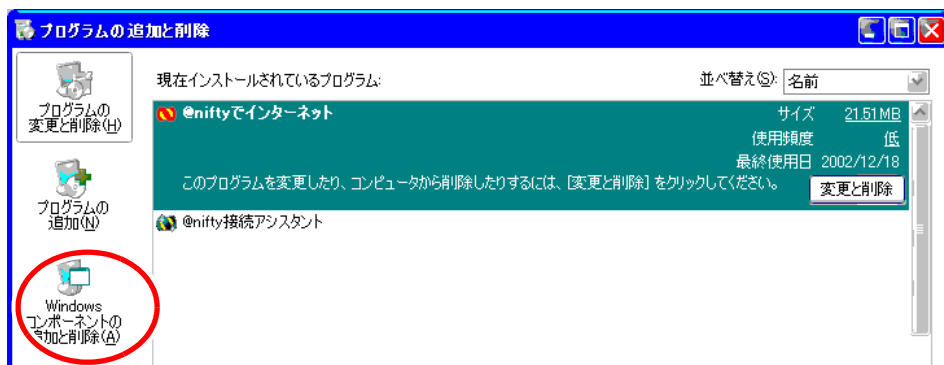 プログラムの追加と削除
プログラムの
変更と削除(H)
プログラムの
追加(N)
Windows
コンポーネントの
追加と削除(A)
現在インストールされているプログラム:
並べ替え(S):
名前
@niftyでインターネット
サイズ 21.51MB
使用頻度 低
最終使用日 2002/12/18
このプログラムを変更したり、コンピュータから削除したりするには、[変更と削除] をクリックしてください。
変更と削除
@nifty接続アシスタント